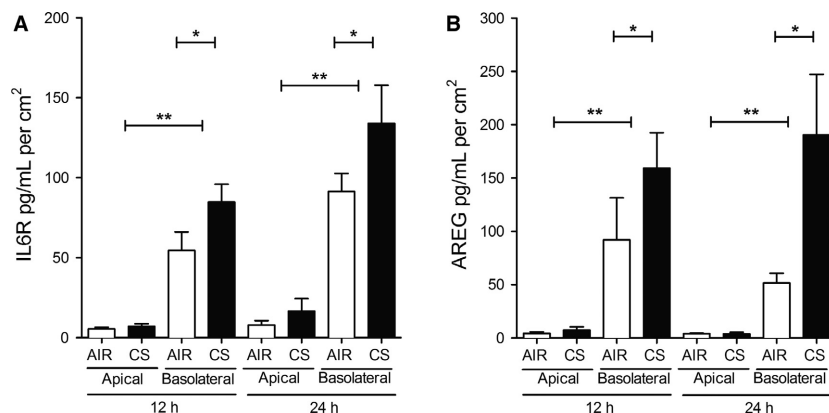 A
IL6R pg/mL per cm²
200
150
100
50
0
*
*
**
**
AIR CS AIR CS AIR CS AIR CS
Apical Basolateral Apical Basolateral
12 h 24 h
B
AREG pg/mL per cm²
300
250
200
150
100
50
0
*
*
**
**
AIR CS AIR CS AIR CS AIR CS
Apical Basolateral Apical Basolateral
12 h 24 h